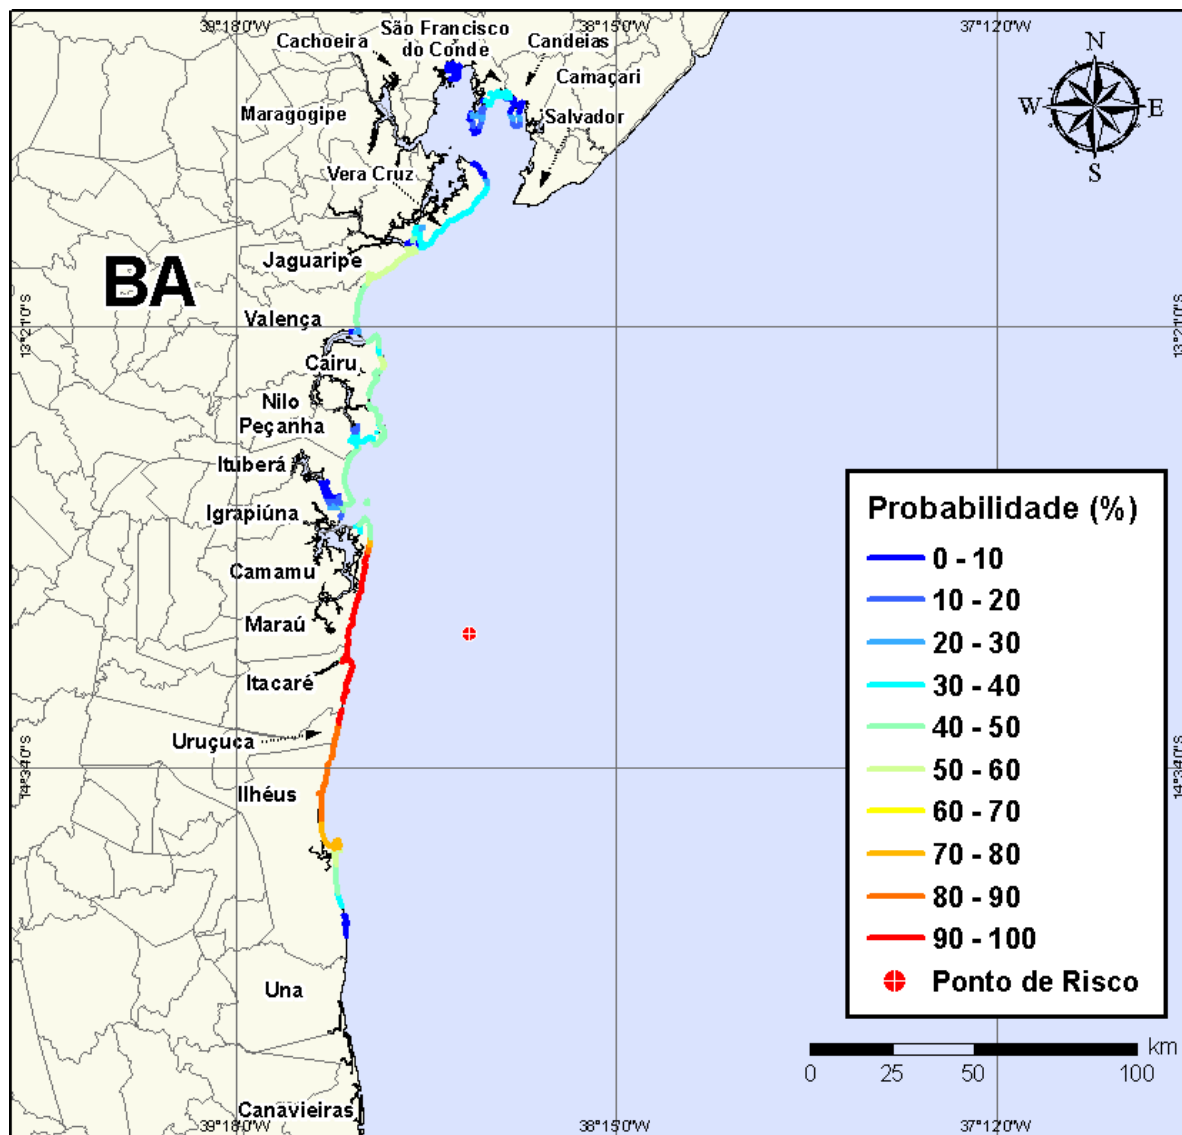 39°18'0"W
38°15'0"W
37°12'0"W
São Francisco
do Conde
Cachoeira
Candeias
Camaçari
Maragogipe
Salvador
Vera Cruz
N
W
E
S
Jaguaripe
BA
Valença
13°21'0"S
13°21'0"S
Cairu
Nilo
Peçanha
Ituberá
Igrapiúna
Camamu
Maraú
Itacaré
Uruçuca
14°34'0"S
14°34'0"S
Ilhéus
Una
Canavieiras
Probabilidade (%)
0 - 10
10 - 20
20 - 30
30 - 40
40 - 50
50 - 60
60 - 70
70 - 80
80 - 90
90 - 100
Ponto de Risco
km
0 25 50 100
39°18'0"W
38°15'0"W
37°12'0"W